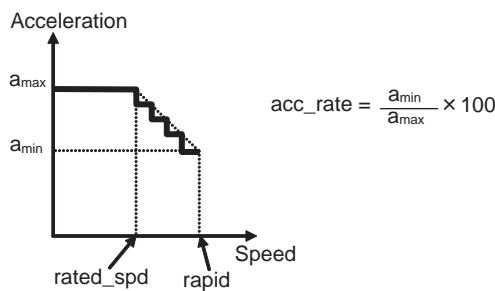 Acceleration
amax
amin
acc_rate = amin / amax × 100
Speed
rated_spd
rapid